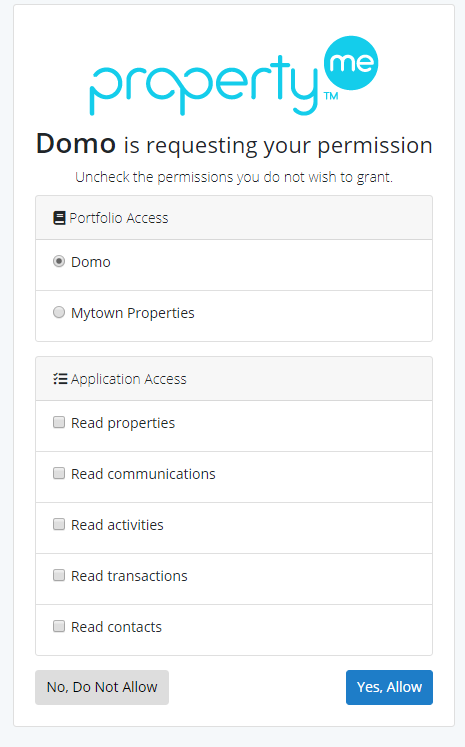 property me ™
Domo is requesting your permission
Uncheck the permissions you do not wish to grant.
Portfolio Access
Domo
Mytown Properties
Application Access
Read properties
Read communications
Read activities
Read transactions
Read contacts
No, Do Not Allow
Yes, Allow